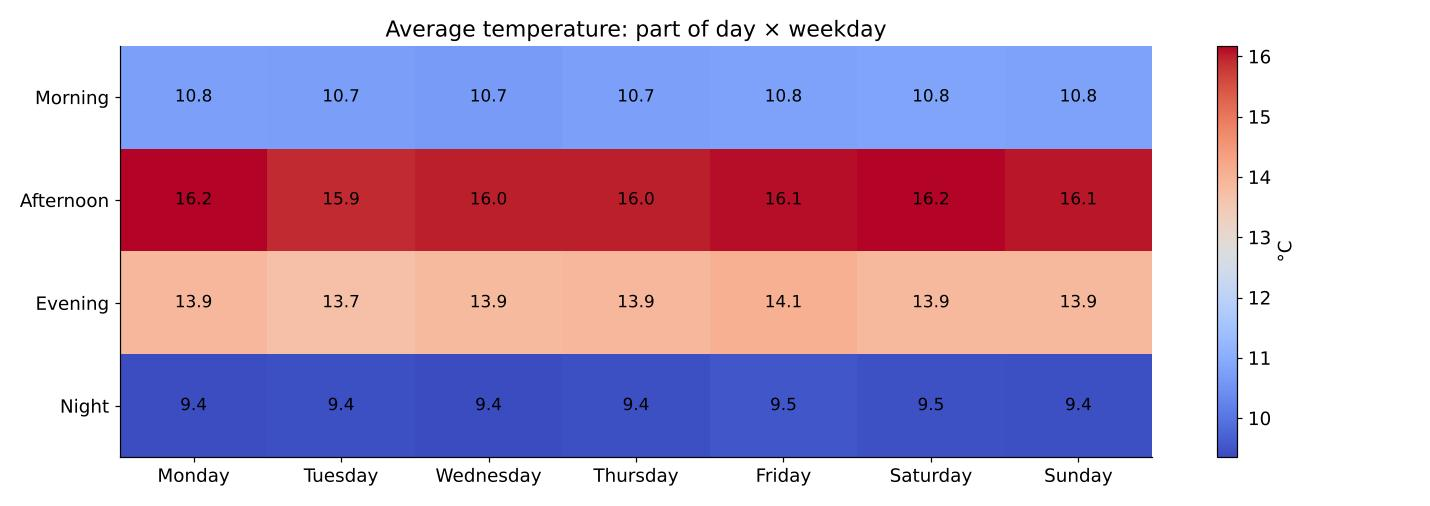 Average temperature: part of day × weekday
Morning 10.8 10.7 10.7 10.7 10.8 10.8 10.8
Afternoon 16.2 15.9 16.0 16.0 16.1 16.2 16.1
Evening 13.9 13.7 13.9 13.9 14.1 13.9 13.9
Night 9.4 9.4 9.4 9.4 9.5 9.5 9.4
Monday Tuesday Wednesday Thursday Friday Saturday Sunday
16
15
14
13
12
11
10
°C